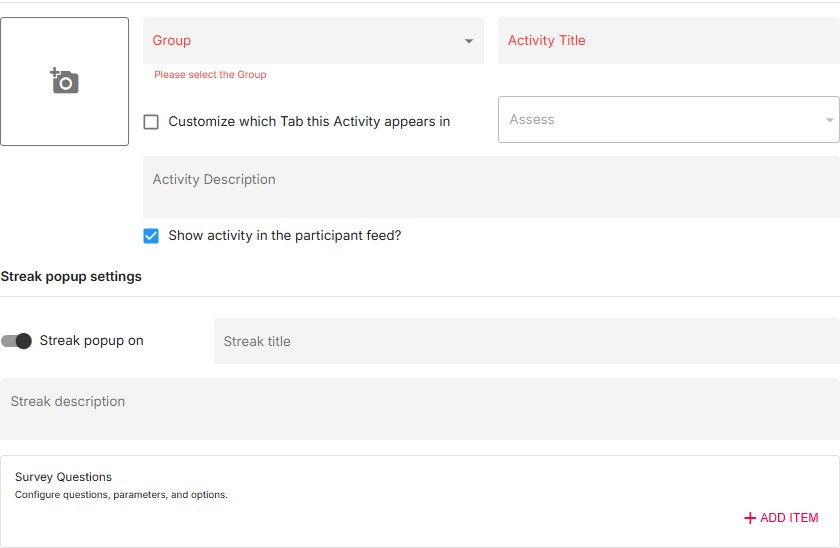 Group
Activity Title
Please select the Group
Customize which Tab this Activity appears in
Assess
Activity Description
Show activity in the participant feed?
Streak popup settings
Streak popup on
Streak title
Streak description
Survey Questions
Configure questions, parameters, and options.
+ ADD ITEM